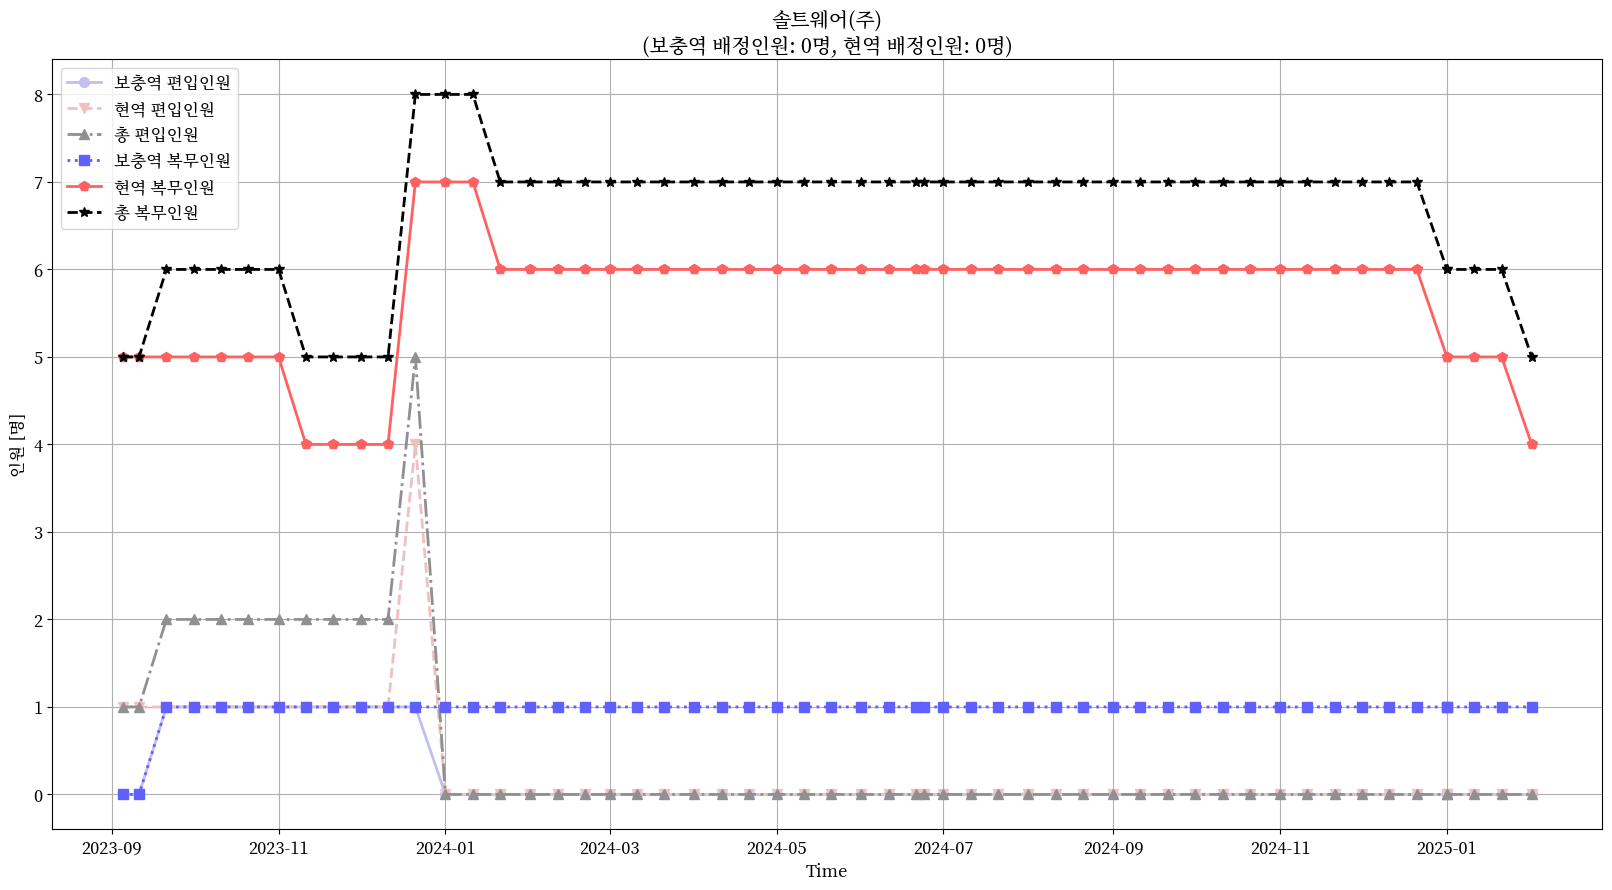 솔트웨어(주)
(보충역 배정인원: 0명, 현역 배정인원: 0명)
보충역 편입인원
현역 편입인원
총 편입인원
보충역 복무인원
현역 복무인원
총 복무인원
인원 [명]
8
7
6
5
4
3
2
1
0
2023-09
2023-11
2024-01
2024-03
2024-05
2024-07
2024-09
2024-11
2025-01
Time